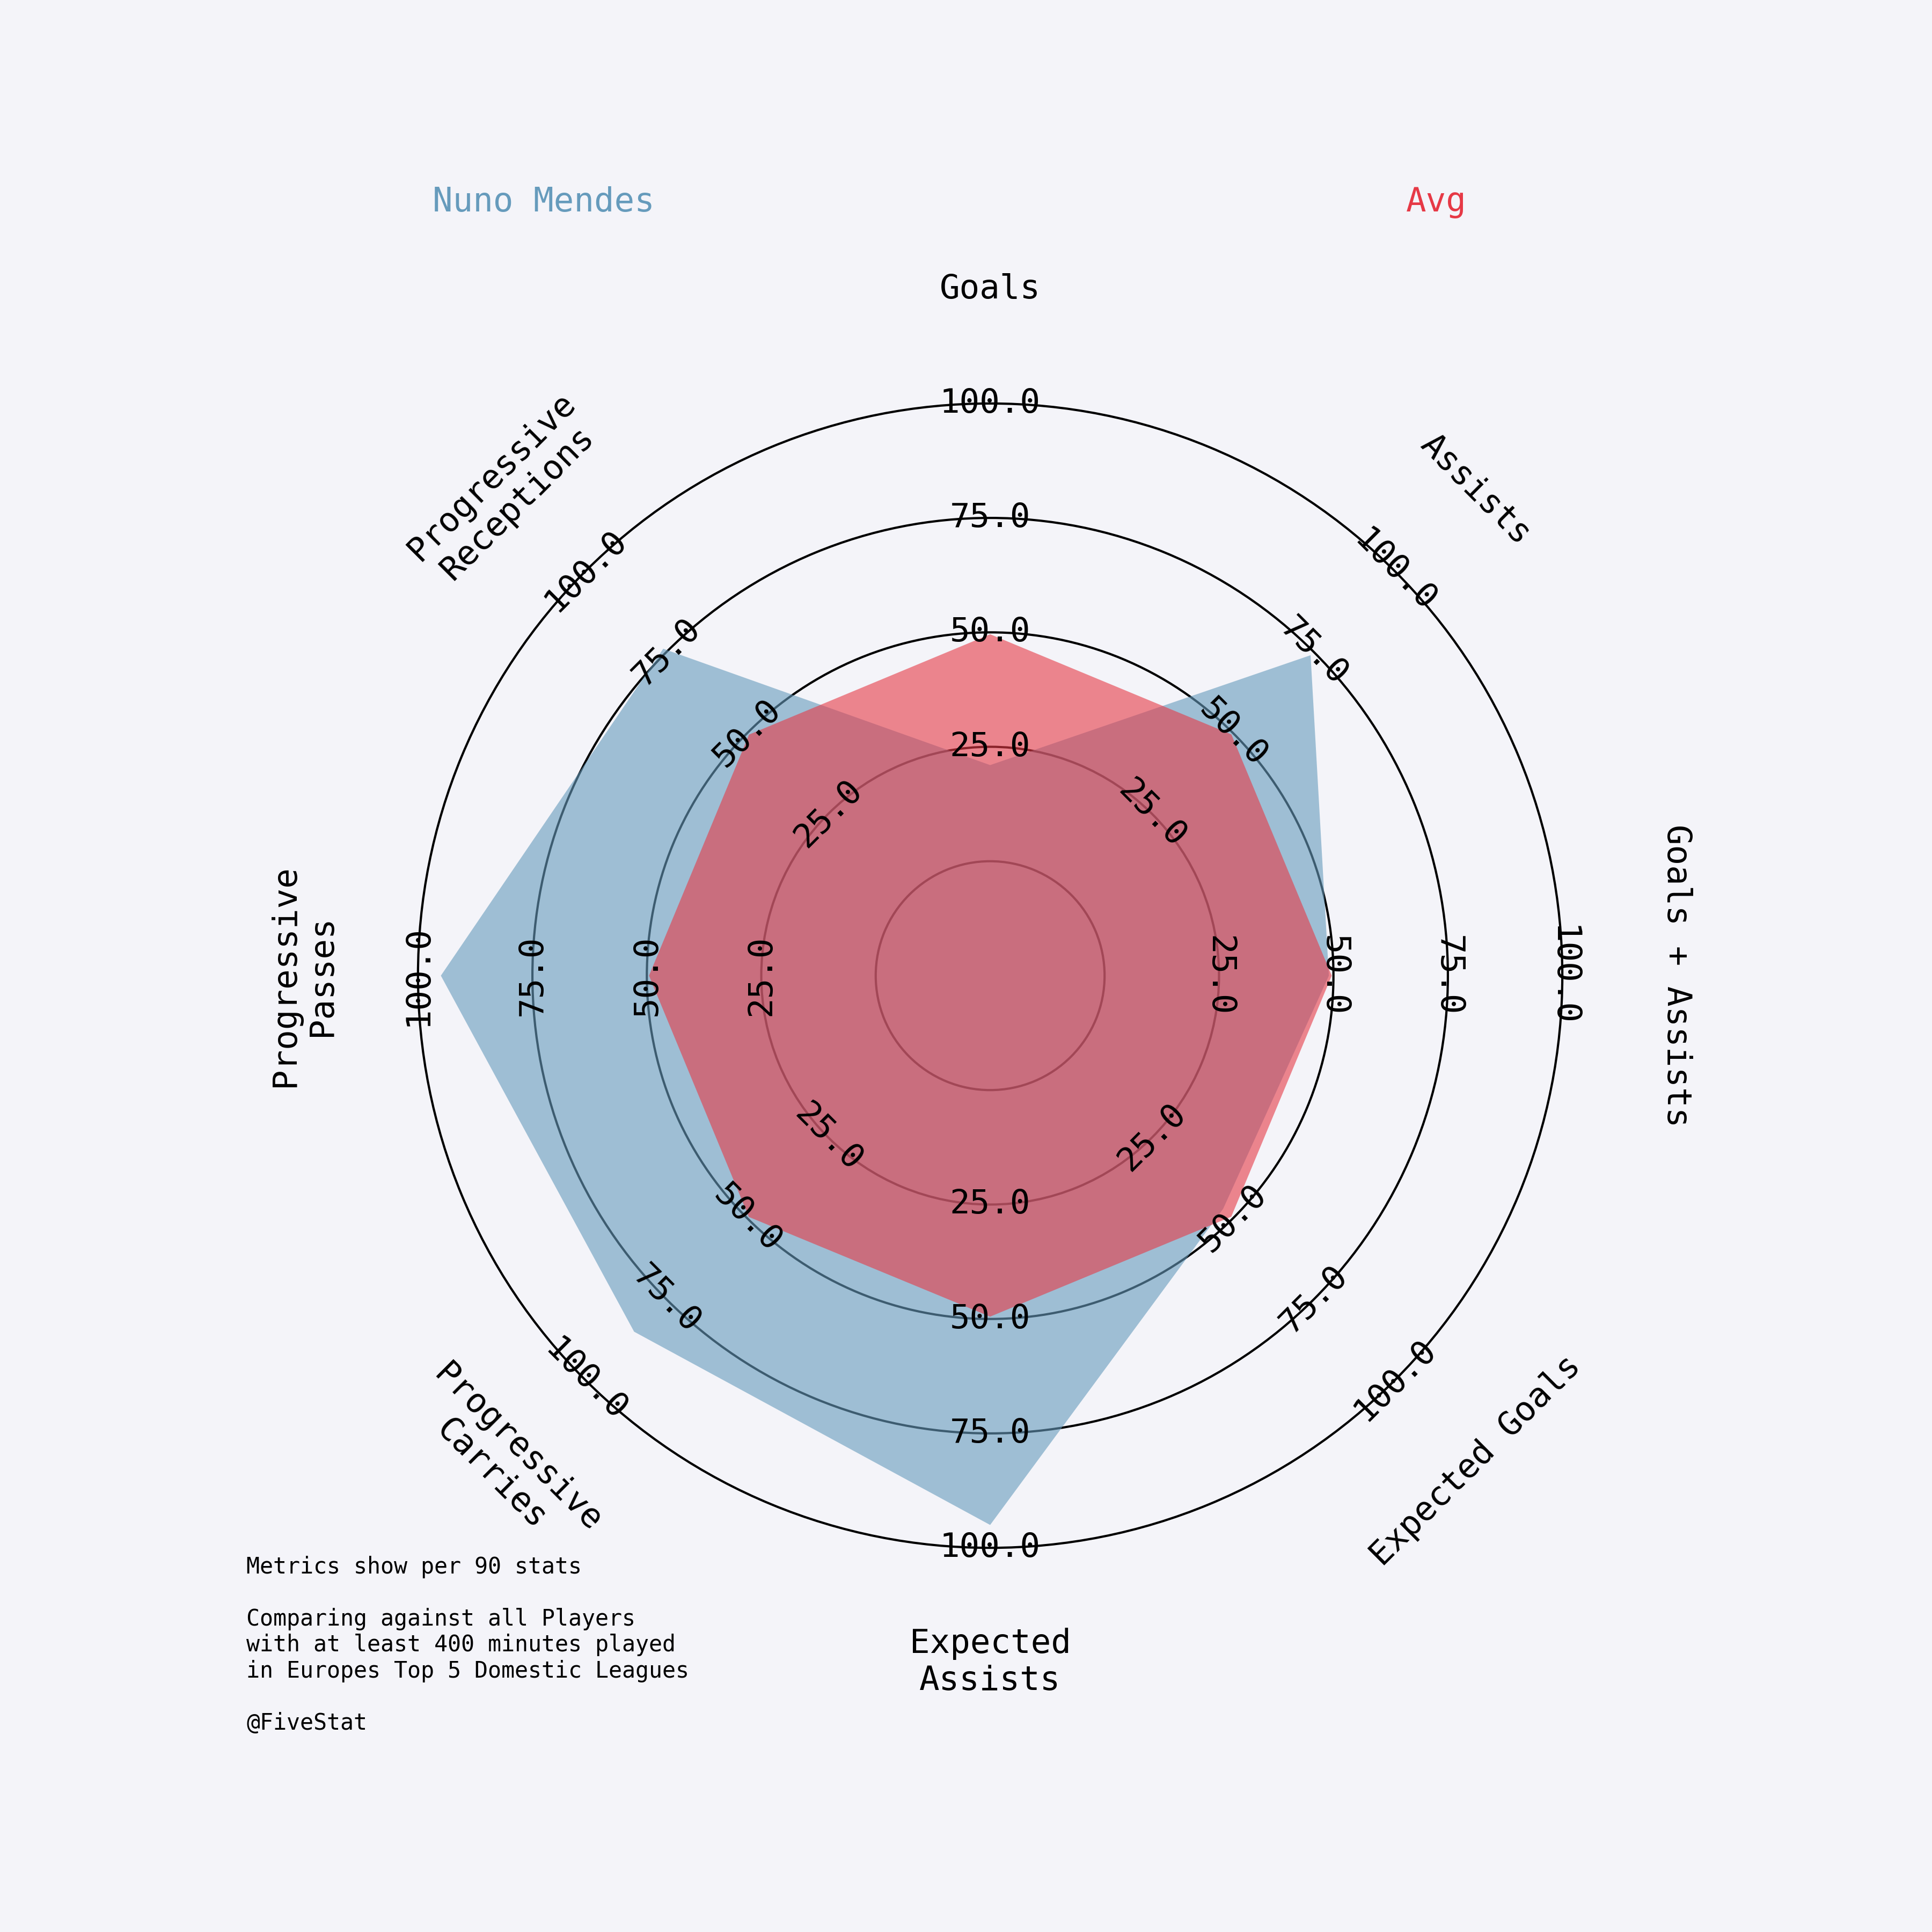 Nuno Mendes
Avg
Goals
Assists
Goals + Assists
Expected Goals
Expected
Assists
Progressive
Carries
Progressive
Passes
Progressive
Receptions
25.0
50.0
75.0
100.0
25.0
50.0
75.0
100.0
25.0
50.0
75.0
100.0
25.0
50.0
75.0
100.0
25.0
50.0
75.0
100.0
25.0
50.0
75.0
100.0
25.0
50.0
75.0
100.0
25.0
50.0
75.0
100.0
Metrics show per 90 stats
Comparing against all Players
with at least 400 minutes played
in Europes Top 5 Domestic Leagues
@FiveStat